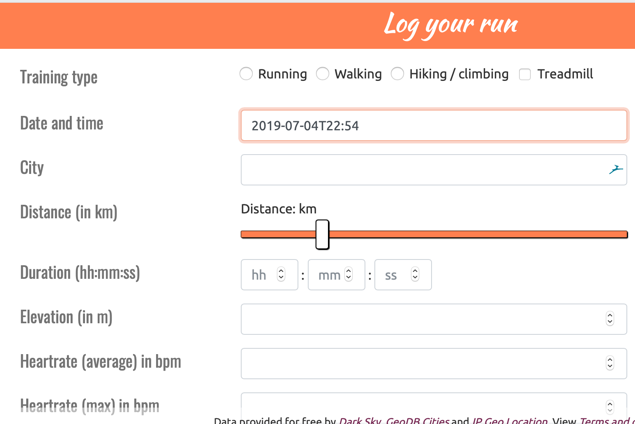 Log your run
Training type
Running Walking Hiking / climbing Treadmill
Date and time
2019-07-04T22:54
City
Distance (in km)
Distance: km
Duration (hh:mm:ss)
hh : mm : ss
Elevation (in m)
Heartrate (average) in bpm
Heartrate (max) in bpm
Data provided for free by Dark Sky, GeoDB Cities and IP Geo Location. View Terms and